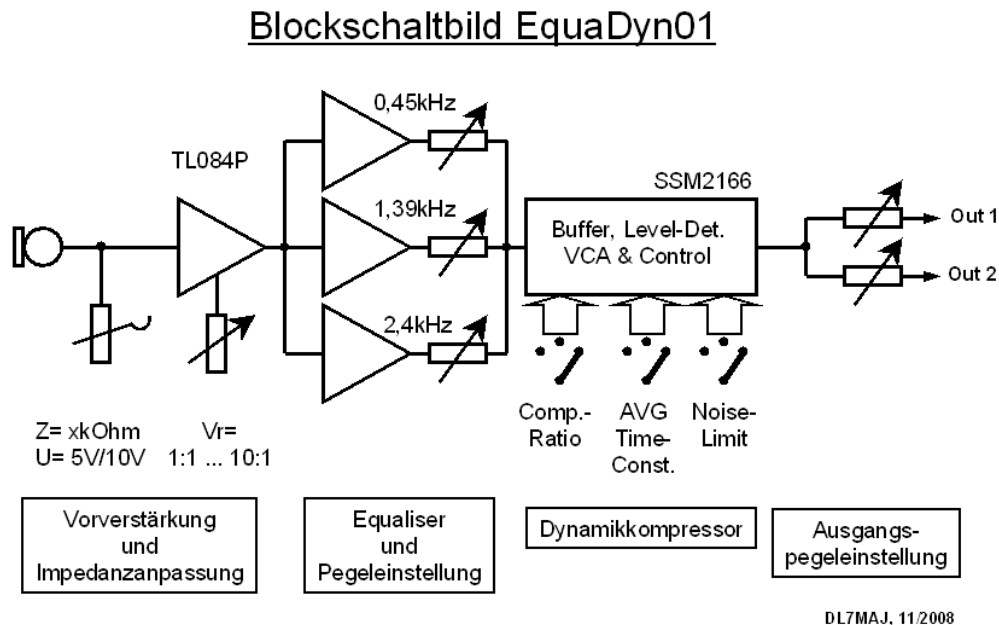 Blockschaltbild EquaDyn01
0,45kHz
TL084P
1,39kHz
2,4kHz
SSM2166
Buffer, Level-Det.
VCA & Control
Out 1
Out 2
Comp.-
Ratio
AVG
Time-
Const.
Noise-
Limit
Z= xkOhm
U= 5V/10V
Vr=
1:1 ... 10:1
Vorverstärkung
und
Impedanzanpassung
Equaliser
und
Pegeleinstellung
Dynamikkompressor
Ausgangs-
pegeleinstellung
DL7MAJ, 11/2008